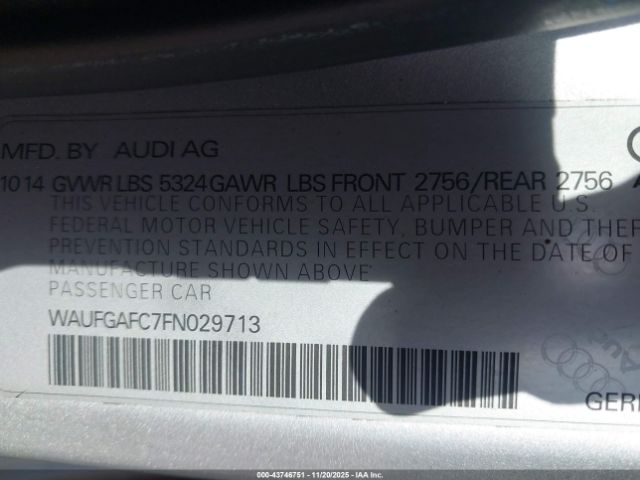 MFD. BY AUDI AG
10 14 GVWR LBS 5324 GAWR LBS FRONT 2756/REAR 2756
THIS VEHICLE CONFORMS TO ALL APPLICABLE U.S.
FEDERAL MOTOR VEHICLE SAFETY, BUMPER AND THEF
PREVENTION STANDARDS IN EFFECT ON THE DATE OF
MANUFACTURE SHOWN ABOVE
PASSENGER CAR
WAUFGAFC7FN029713
GER
000-43746751 | 11/20/2025 | IAAI.com